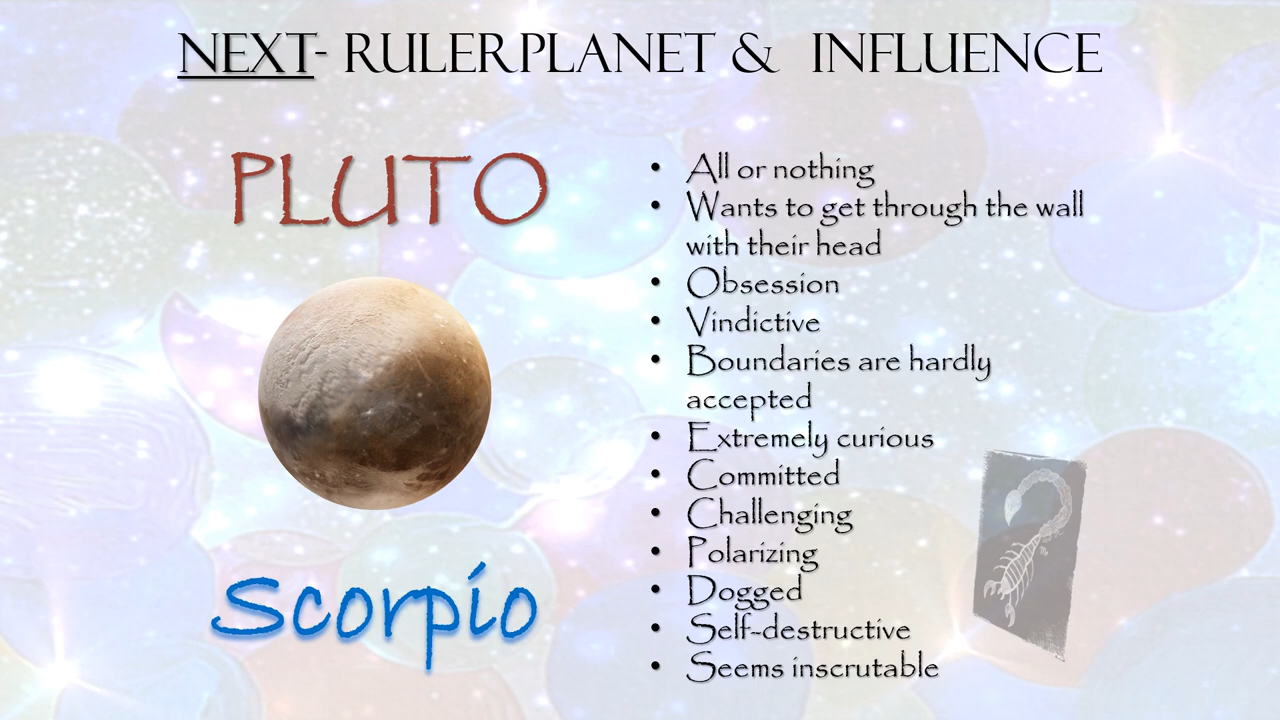 NEXT- RULERPLANET & INFLUENCE
PLUTO
Scorpio
• All or nothing
• Wants to get through the wall
with their head
• Obsession
• Vindictive
• Boundaries are hardly
accepted
• Extremely curious
• Committed
• Challenging
• Polarizing
• Dogged
• Self-destructive
• Seems inscrutable